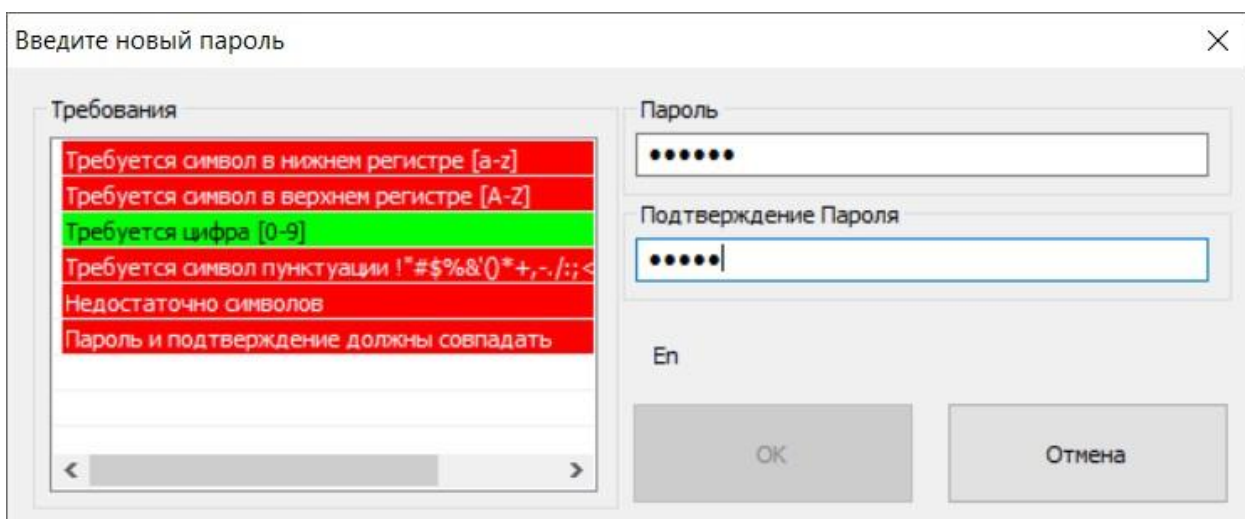 Введите новый пароль
Требования
Требуется символ в нижнем регистре [a-z]
Требуется символ в верхнем регистре [A-Z]
Требуется цифра [0-9]
Требуется символ пунктуации !"#$%&'()*+,-./:;<
Недостаточно символов
Пароль и подтверждение должны совпадать
Пароль
••••••
Подтверждение Пароля
•••••
En
OK
Отмена